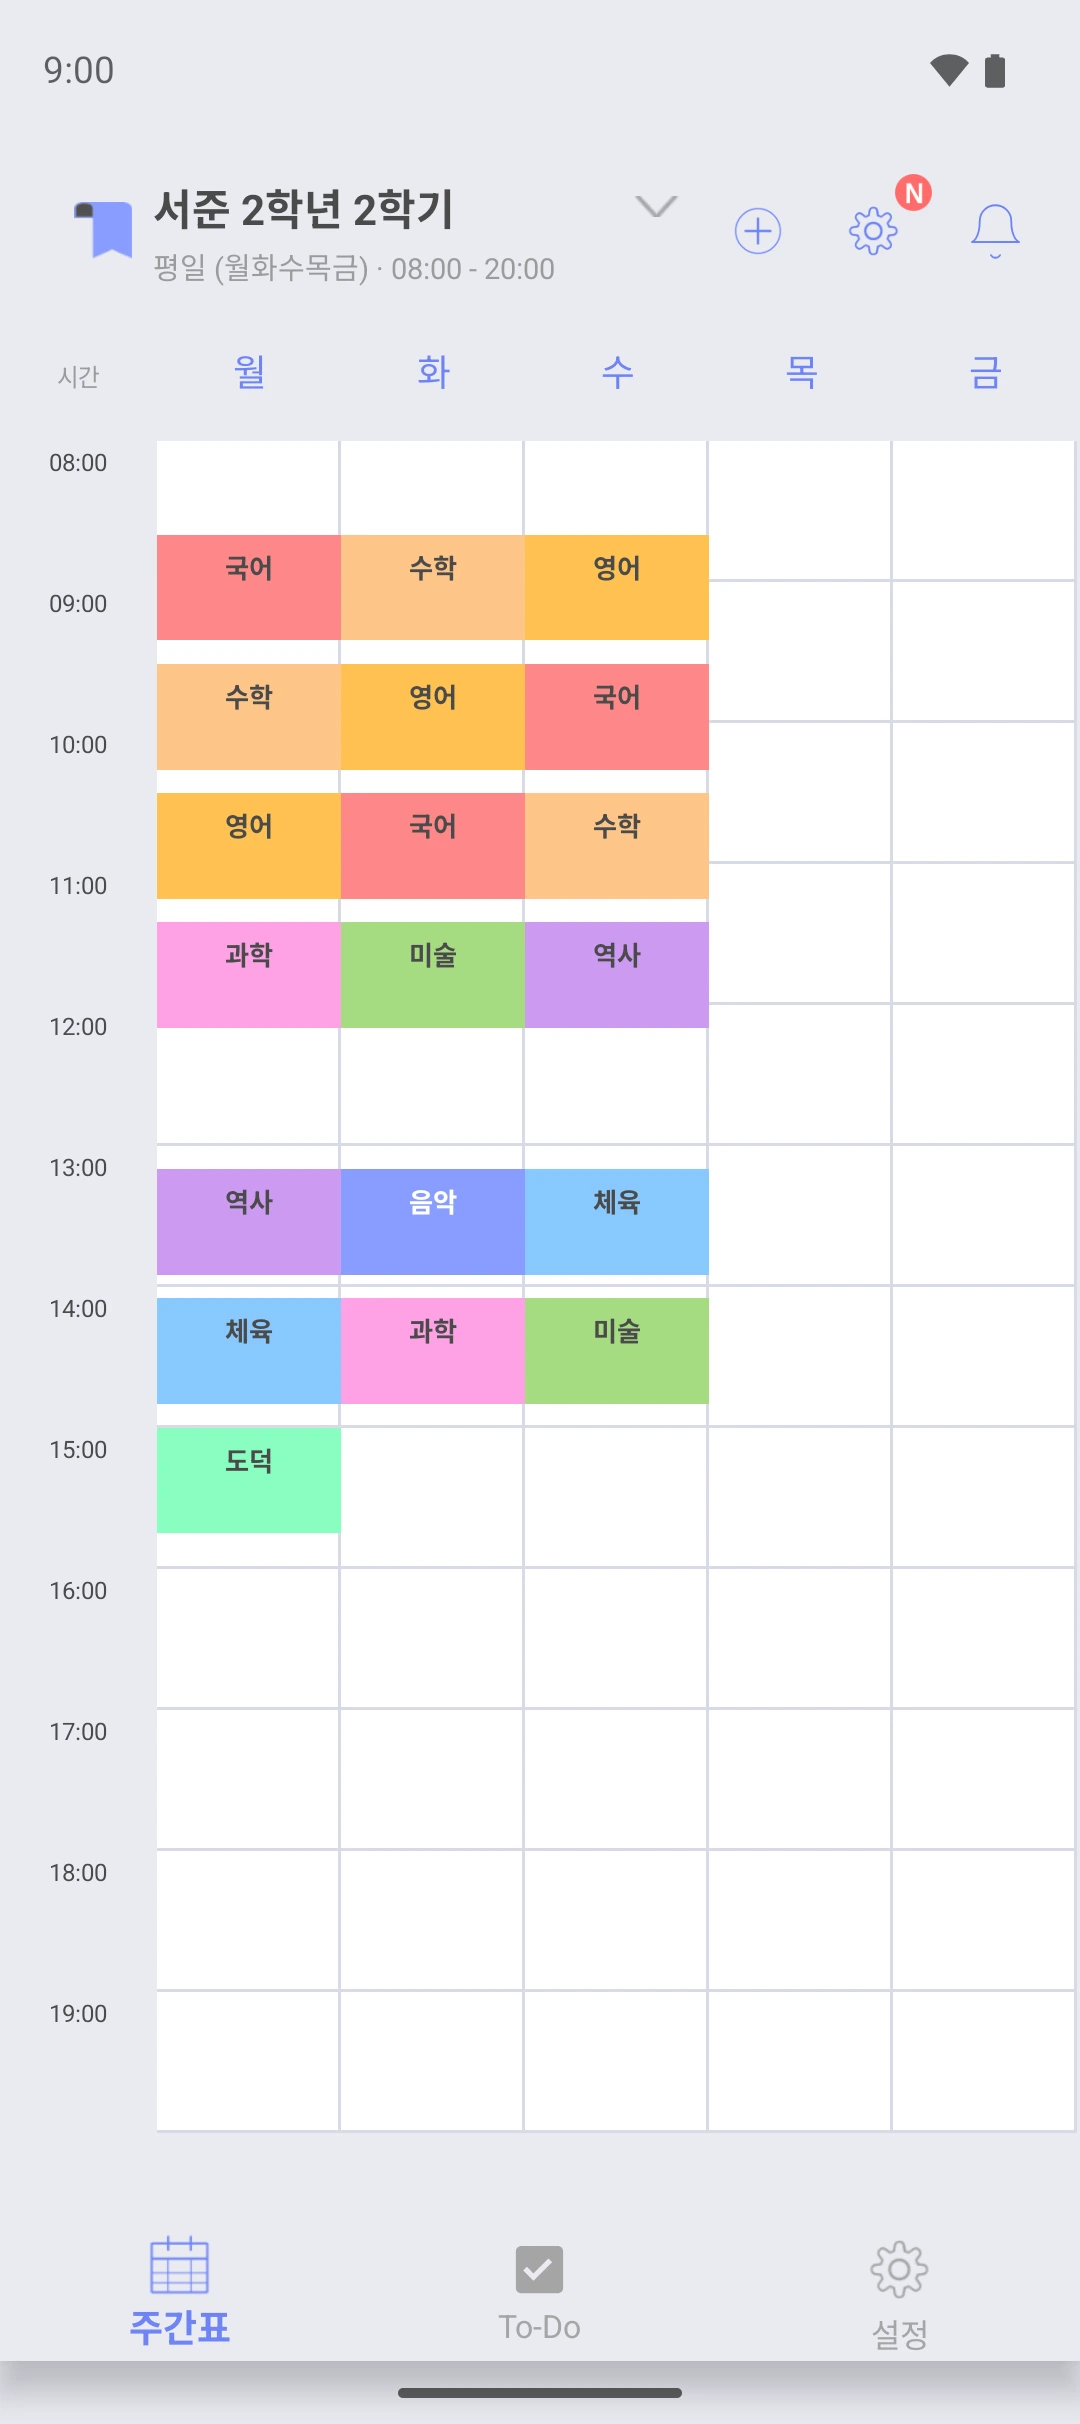 9:00
서준 2학년 2학기
N
평일 (월화수목금) · 08:00 - 20:00
시간 월 화 수 목 금
08:00
국어 수학 영어
09:00
수학 영어 국어
10:00
영어 국어 수학
11:00
과학 미술 역사
12:00
13:00
역사 음악 체육
14:00
체육 과학 미술
15:00
도덕
16:00
17:00
18:00
19:00
주간표 To-Do 설정